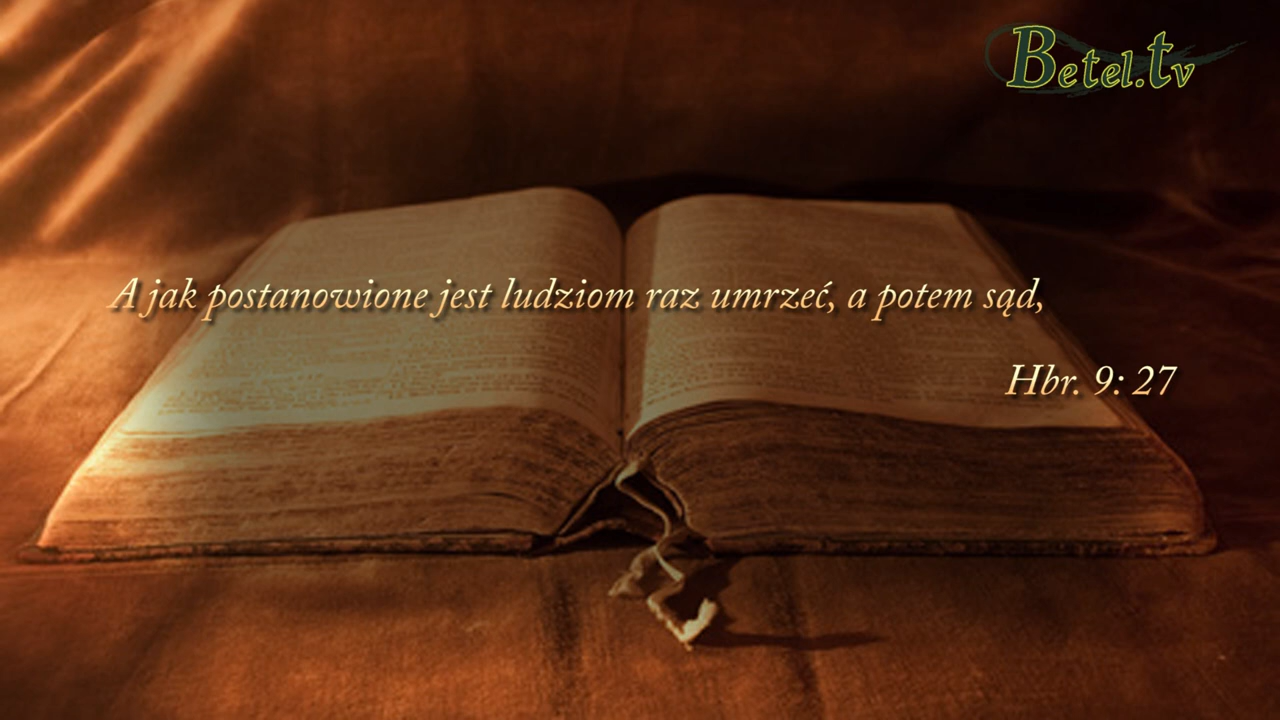 Betel.tv
A jak postanowione jest ludziom raz umrzeć, a potem sąd,
Hbr. 9: 27